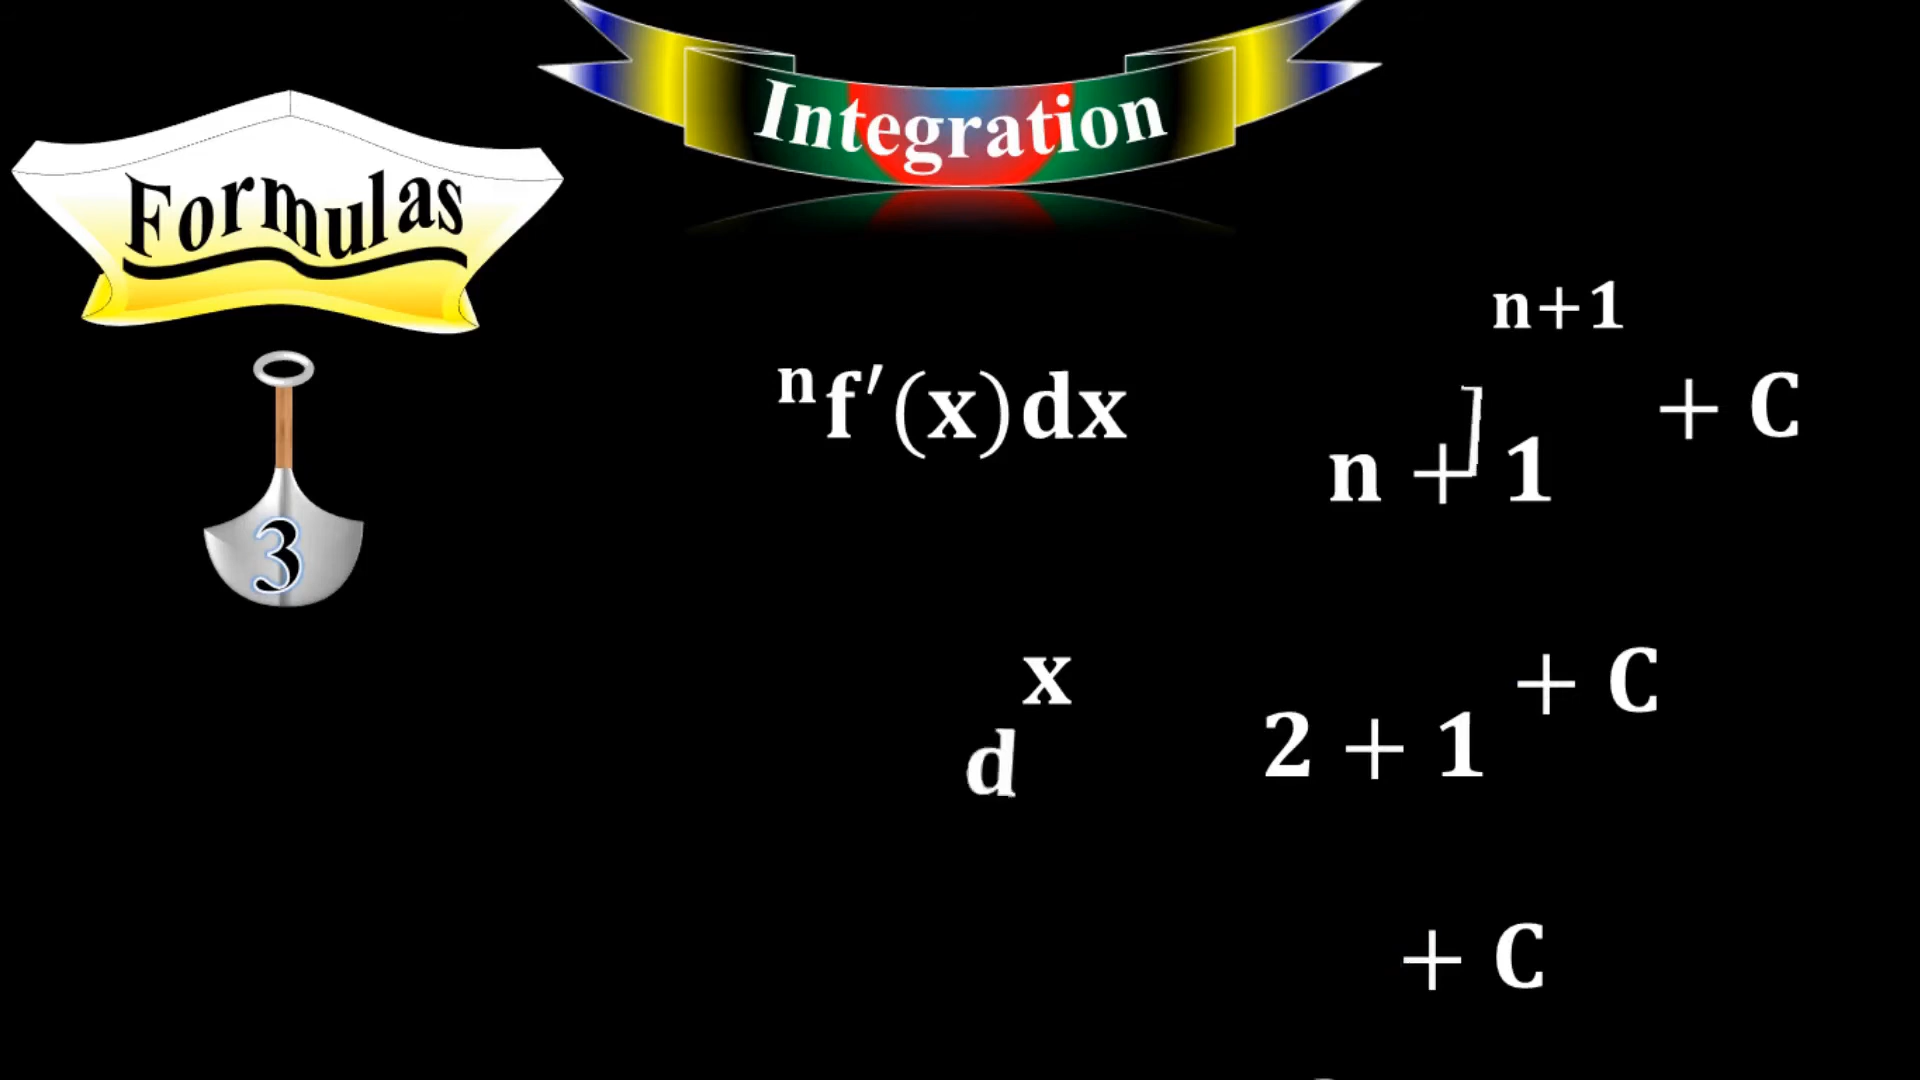 Integration
Formulas
3
n+1
ⁿf′(x)dx
] + C
n + 1
x
d
+ C
2 + 1
+ C